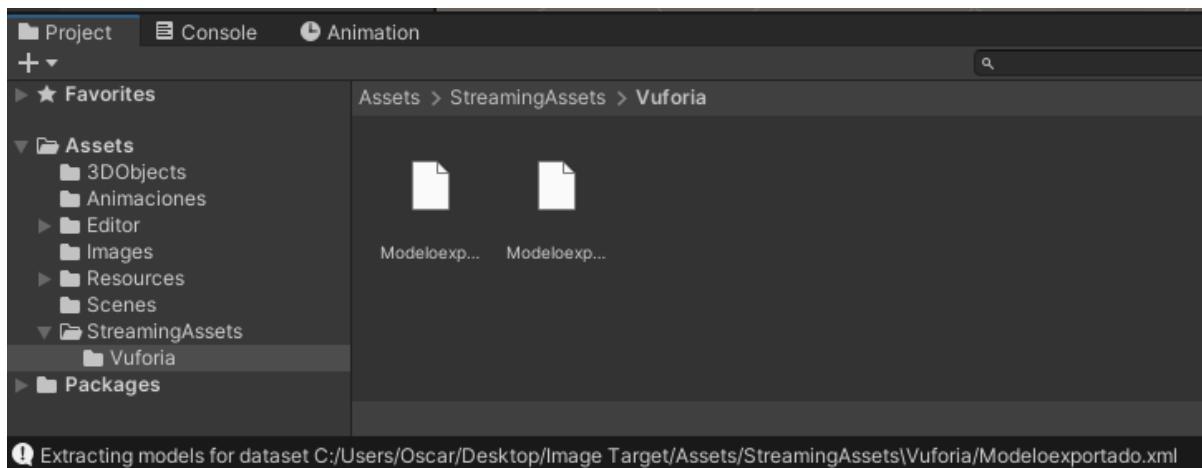 Project Console Animation
Favorites
Assets > StreamingAssets > Vuforia
Assets
3DObjects
Animaciones
Editor
Images
Resources
Scenes
StreamingAssets
Vuforia
Packages
Modeloexp... Modeloexp...
Extracting models for dataset C:/Users/Oscar/Desktop/Image Target/Assets/StreamingAssets\Vuforia/Modeloexportado.xml